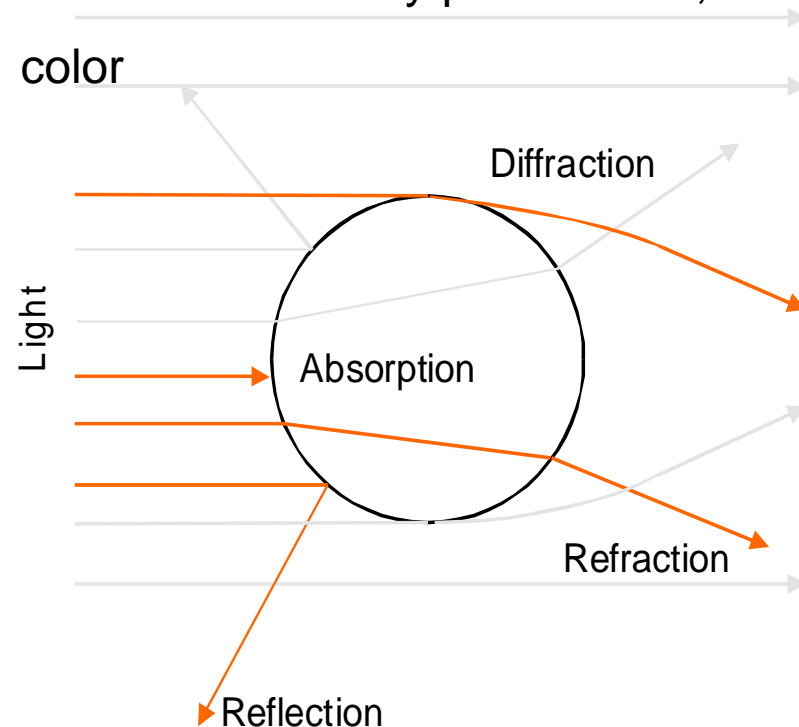 color
Diffraction
Light
Absorption
Refraction
Reflection